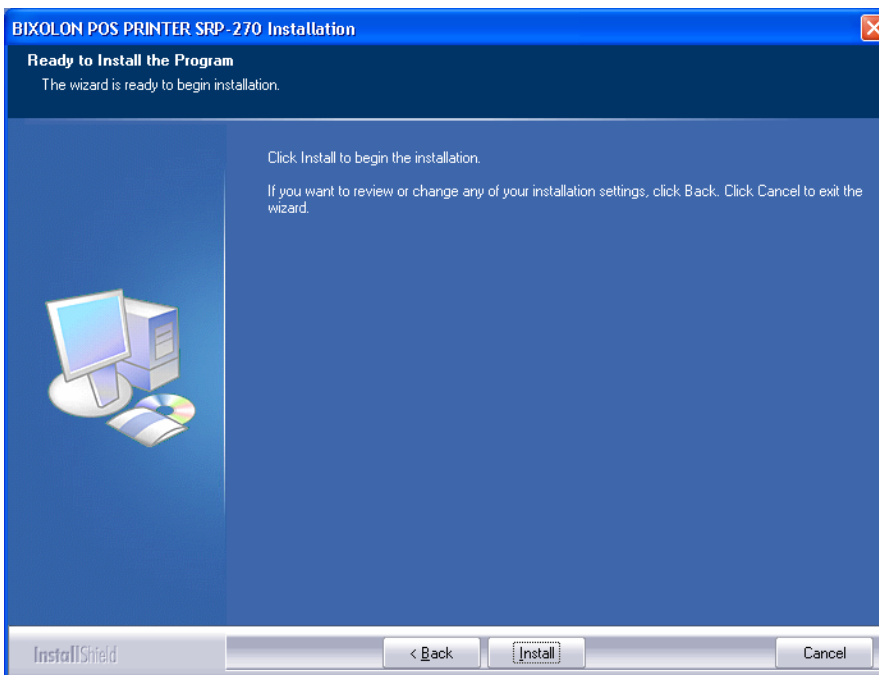 BIXOLON POS PRINTER SRP-270 Installation
Ready to Install the Program
The wizard is ready to begin installation.
Click Install to begin the installation.
If you want to review or change any of your installation settings, click Back. Click Cancel to exit the
wizard.
InstallShield
< Back
Install
Cancel